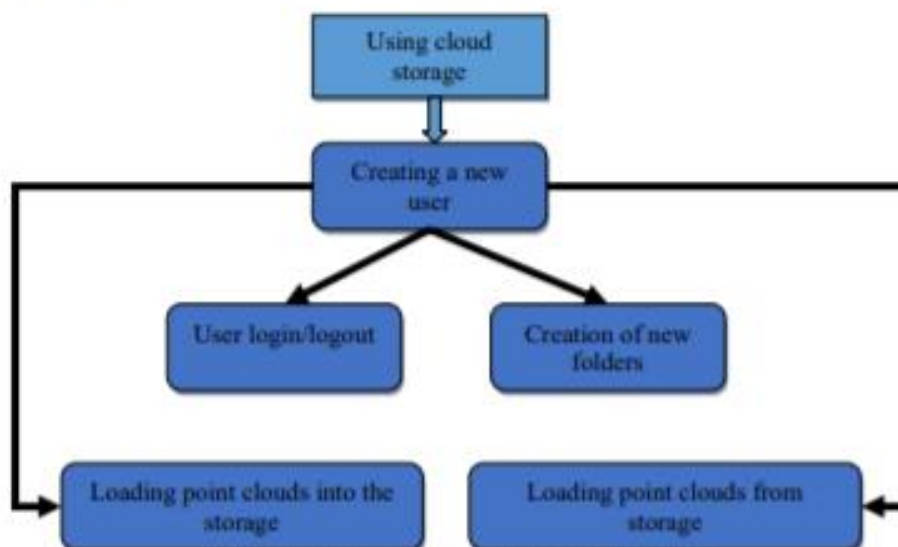 Using cloud
storage
Creating a new
user
User login/logout
Creation of new
folders
Loading point clouds into the
storage
Loading point clouds from
storage